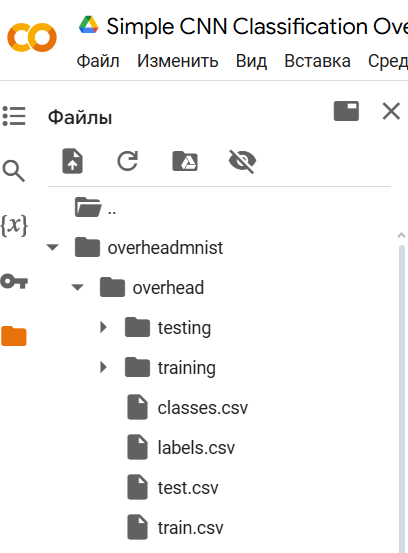 Simple CNN Classification Ove
Файл Изменить Вид Вставка Сред
Файлы
..
{x}
overheadmnist
overhead
testing
training
classes.csv
labels.csv
test.csv
train.csv